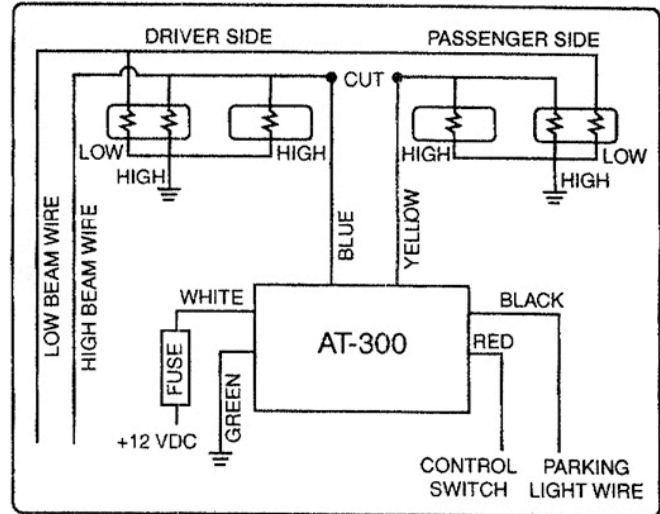 DRIVER SIDE
PASSENGER SIDE
CUT
LOW
HIGH
HIGH
HIGH
LOW
HIGH
LOW BEAM WIRE
HIGH BEAM WIRE
BLUE
YELLOW
WHITE
BLACK
AT-300
RED
FUSE
GREEN
+12 VDC
CONTROL
SWITCH
PARKING
LIGHT WIRE